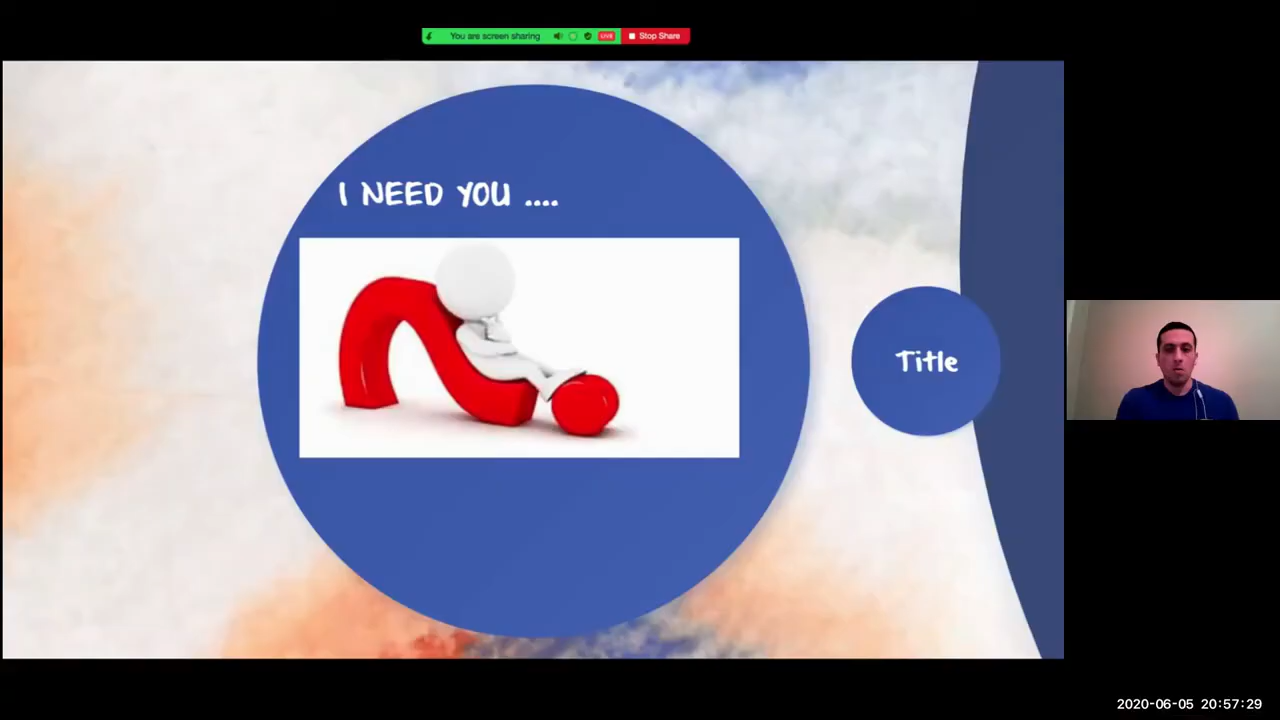 You are screen sharing
LIVE
Stop Share
I NEED YOU ....
Title
2020-06-05 20:57:29